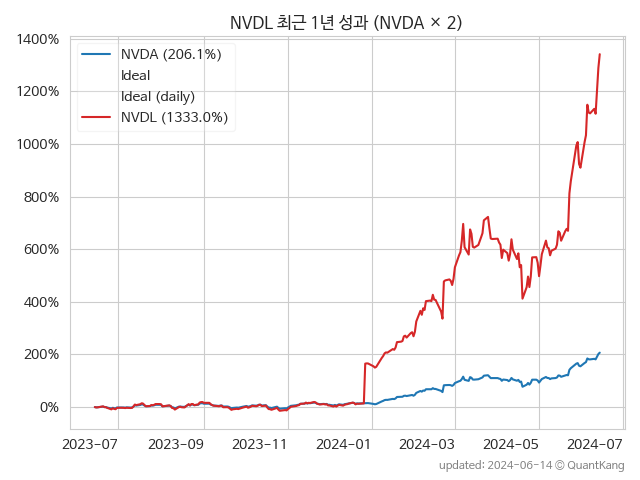 NVDL 최근 1년 성과 (NVDA × 2)
1400%
1200%
1000%
800%
600%
400%
200%
0%
NVDA (206.1%)
Ideal
Ideal (daily)
NVDL (1333.0%)
2023-07
2023-09
2023-11
2024-01
2024-03
2024-05
2024-07
updated: 2024-06-14 © QuantKang